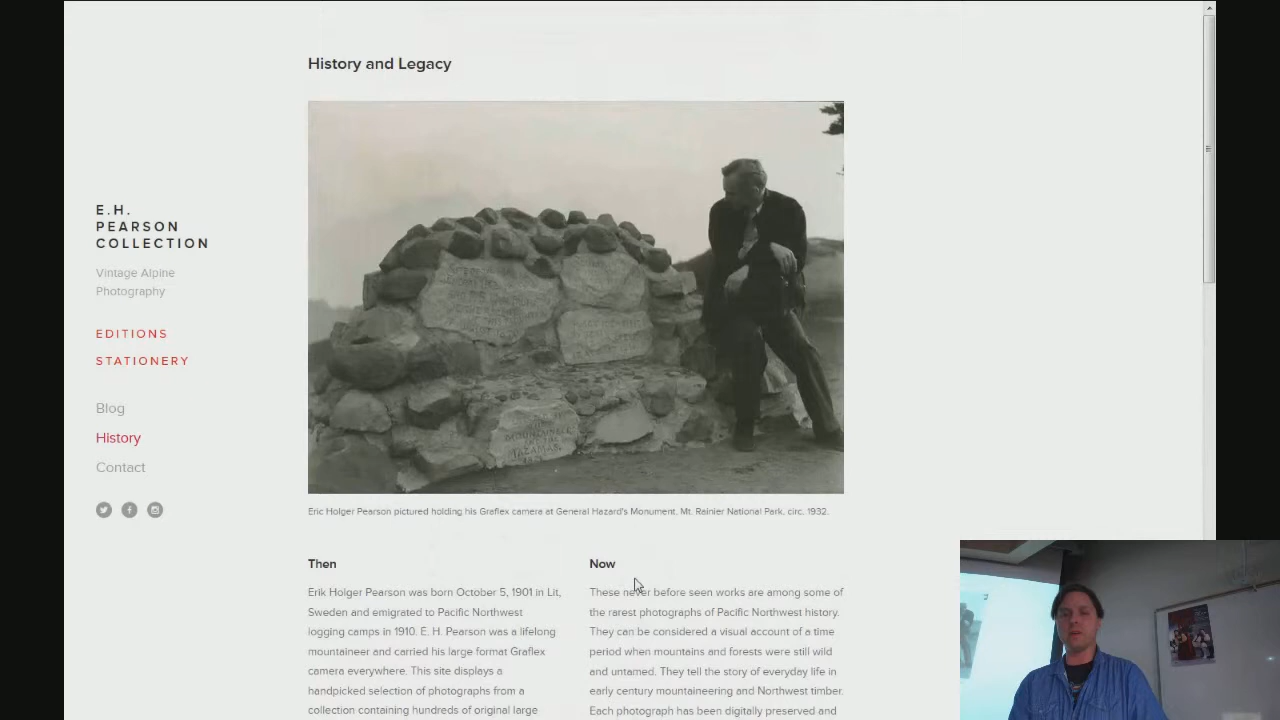 History and Legacy
E.H.
PEARSON
COLLECTION
Vintage Alpine
Photography
EDITIONS
STATIONERY
Blog
History
Contact
Eric Holger Pearson pictured holding his Graflex camera at General Hazard's Monument, Mt. Rainier National Park, circ. 1932.
Then
Erik Holger Pearson was born October 5, 1901 in Lit,
Sweden and emigrated to Pacific Northwest
logging camps in 1910. E. H. Pearson was a lifelong
mountaineer and carried his large format Graflex
camera everywhere. This site displays a
handpicked selection of photographs from a
collection containing hundreds of original large
Now
These never before seen works are among some of
the rarest photographs of Pacific Northwest history.
They can be considered a visual account of a time
period when mountains and forests were still wild
and untamed. They tell the story of everyday life in
early century mountaineering and Northwest timber.
Each photograph has been digitally preserved and